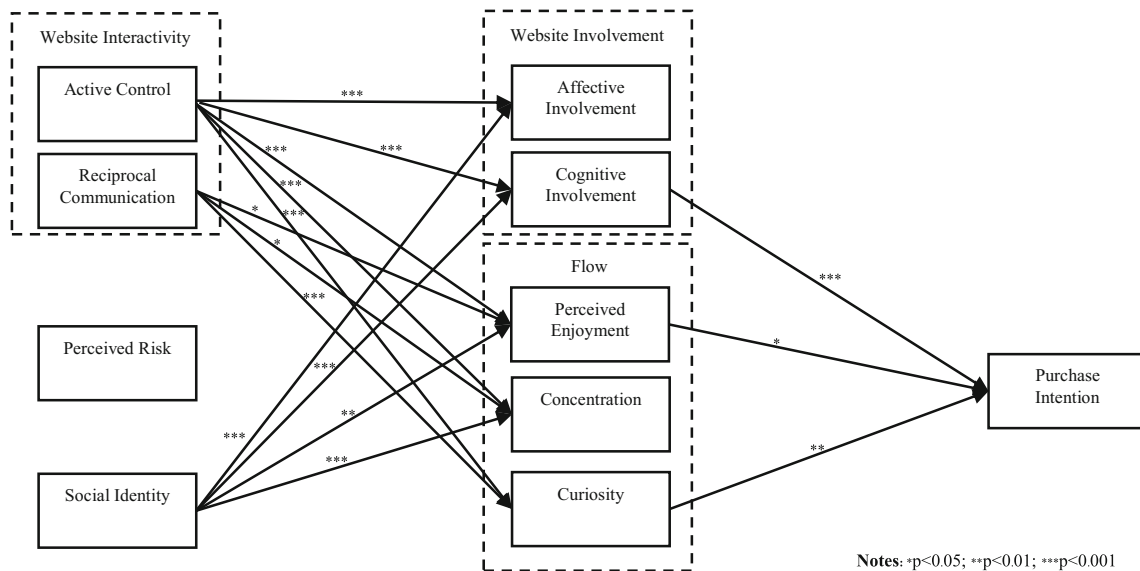 Website Interactivity
Active Control
Reciprocal
Communication
Perceived Risk
Social Identity
***
***
***
***
***
*
*
***
***
***
**
***
Website Involvement
Affective
Involvement
Cognitive
Involvement
Flow
Perceived
Enjoyment
Concentration
Curiosity
***
*
**
Purchase
Intention
Notes: *p<0.05; **p<0.01; ***p<0.001